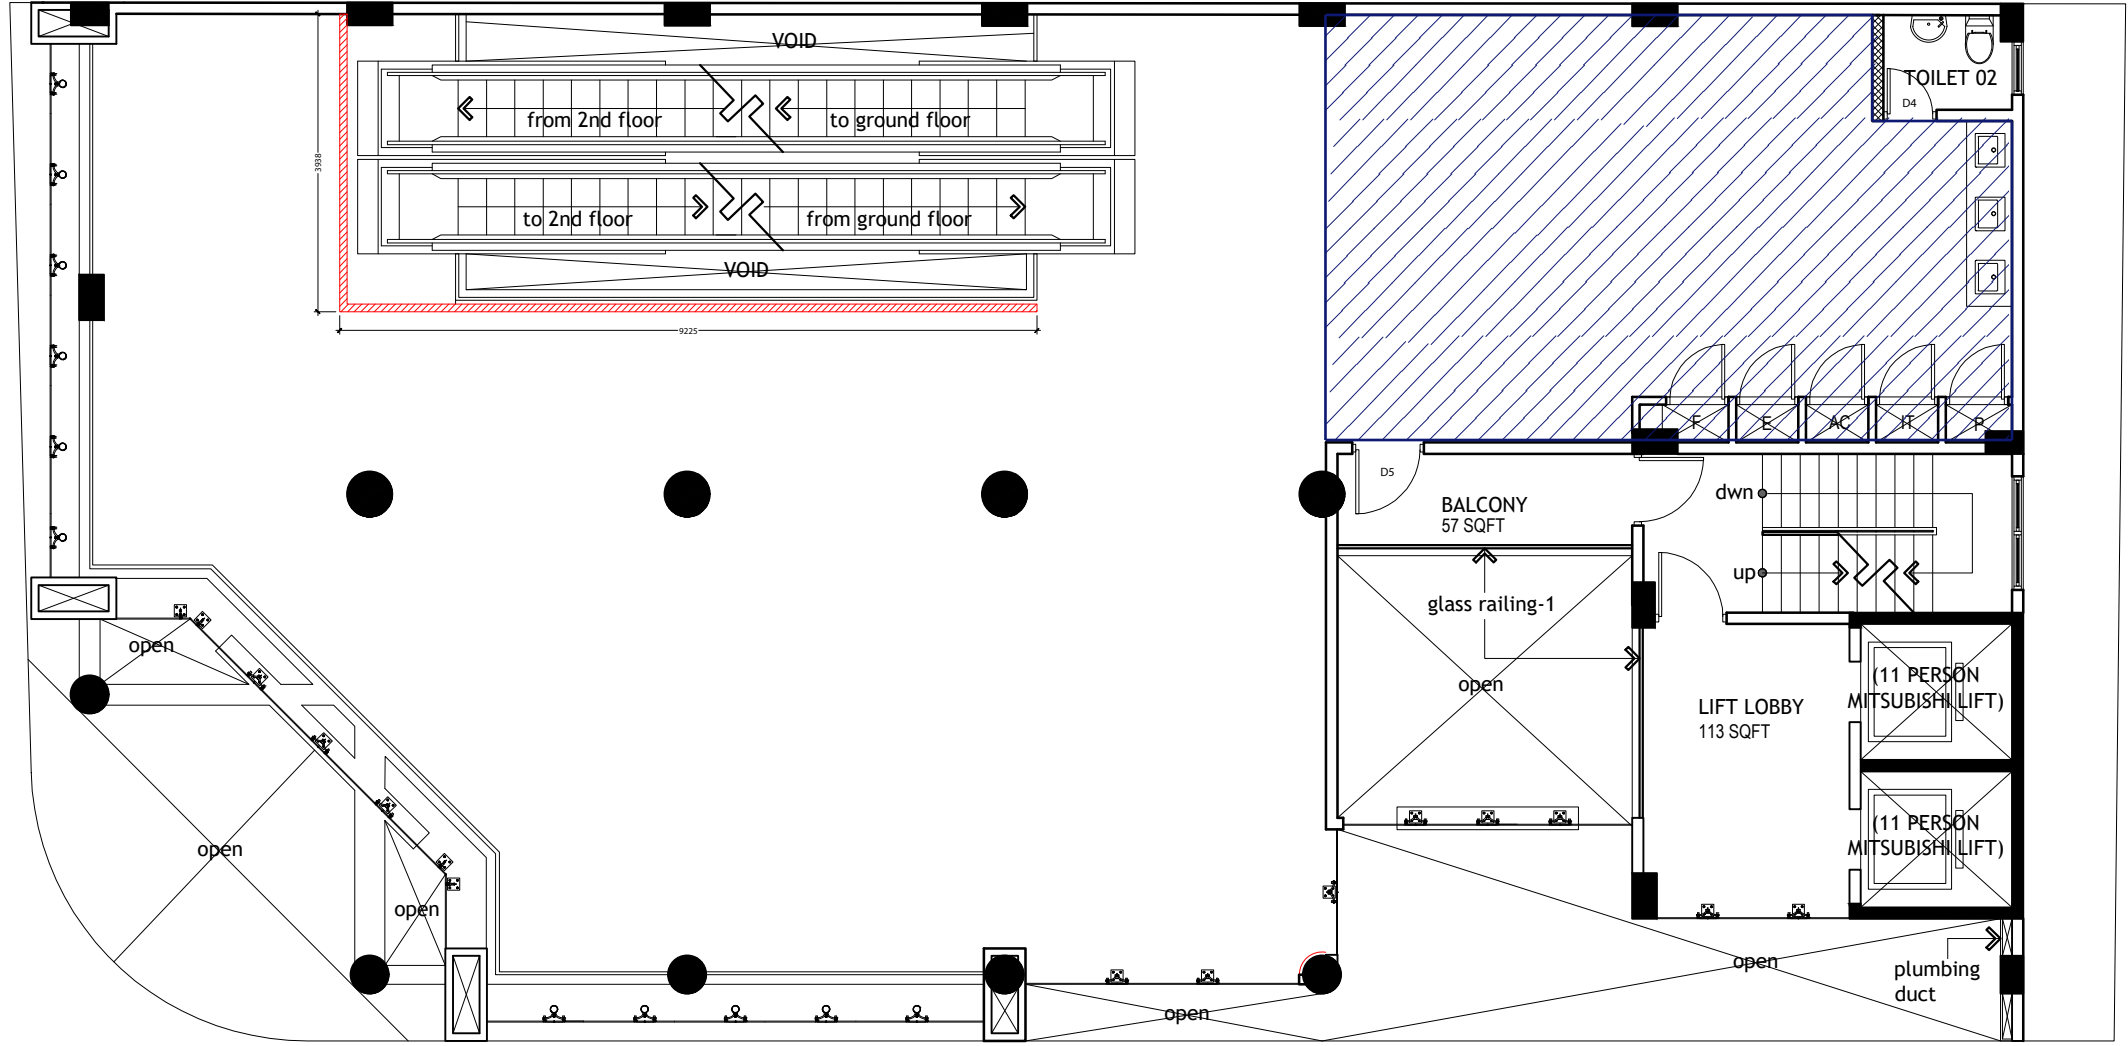 VOID
TOILET 02
D4
from 2nd floor
to ground floor
3938
to 2nd floor
from ground floor
VOID
9225
F
E
AC
IT
P
D5
BALCONY
57 SQFT
dwn
up
glass railing-1
open
open
LIFT LOBBY
113 SQFT
(11 PERSON
MITSUBISHI LIFT)
(11 PERSON
MITSUBISHI LIFT)
open
open
open
open
plumbing
duct